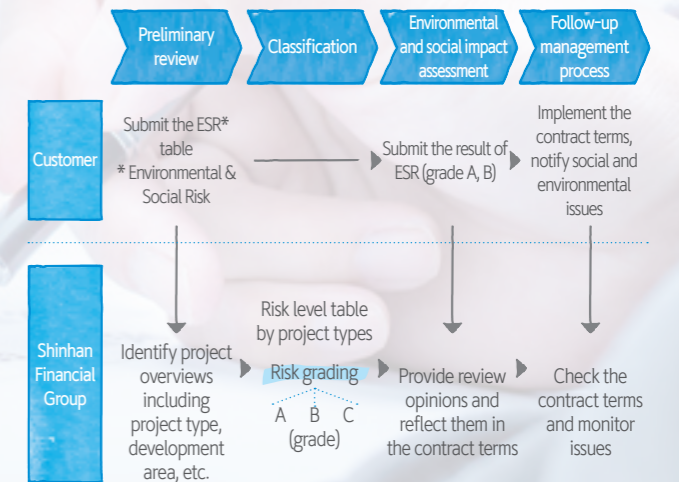 Preliminary
review
Classification
Environmental
and social impact
assessment
Follow-up
management
process
Customer
Submit the ESR*
table
* Environmental &
Social Risk
Submit the result of
ESR (grade A, B)
Implement the
contract terms,
notify social and
environmental
issues
Shinhan
Financial
Group
Identify project
overviews
including
project type,
development
area, etc.
Risk level table
by project types
Risk grading
A B C
(grade)
Provide review
opinions and
reflect them in
the contract terms
Check the
contract terms
and monitor
issues